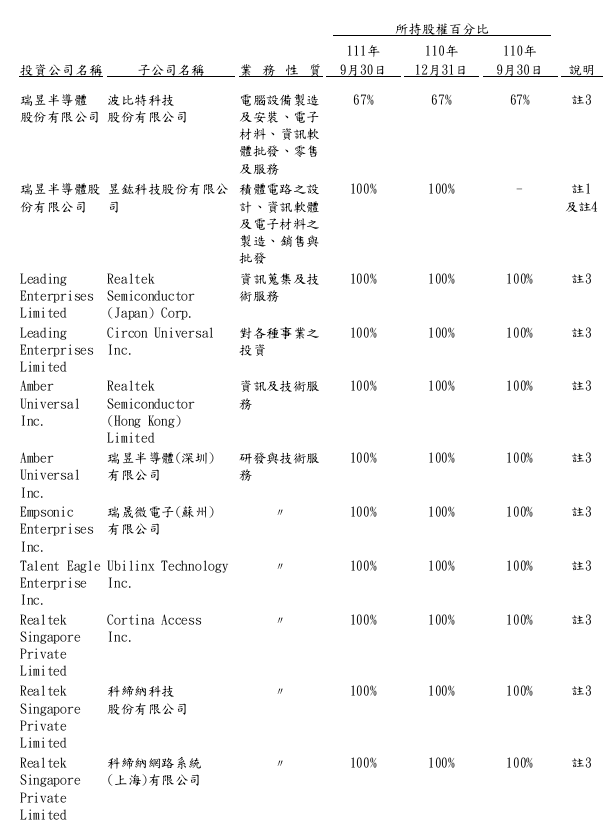 所持股權百分比
111年 110年 110年
投資公司名稱 子公司名稱 業務性質 9月30日 12月31日 9月30日 說明
瑞昱半導體 波比特科技 電腦設備製造 67% 67% 67% 註3
股份有限公司 股份有限公司 及安裝、電子
材料、資訊軟
體批發、零售
及服務
瑞昱半導體股 昱鈜科技股份有限公 積體電路之設 100% 100% - 註1
份有限公司 司 計、資訊軟體 及註4
及電子材料之
製造、銷售與
批發
Leading Realtek 資訊蒐集及技 100% 100% 100% 註3
Enterprises Semiconductor 術服務
Limited (Japan) Corp.
Leading Circon Universal 對各種事業之 100% 100% 100% 註3
Enterprises Inc. 投資
Limited
Amber Realtek 資訊及技術服 100% 100% 100% 註3
Universal Semiconductor 務
Inc. (Hong Kong)
Limited
Amber 瑞昱半導體(深圳) 研發與技術服 100% 100% 100% 註3
Universal 有限公司 務
Inc.
Empsonic 瑞晟微電子(蘇州) 〃 100% 100% 100% 註3
Enterprises 有限公司
Inc.
Talent Eagle Ubilinx Technology 〃 100% 100% 100% 註3
Enterprise Inc.
Inc.
Realtek Cortina Access 〃 100% 100% 100% 註3
Singapore Inc.
Private
Limited
Realtek 科締納科技 〃 100% 100% 100% 註3
Singapore 股份有限公司
Private
Limited
Realtek 科締納網路系統 〃 100% 100% 100% 註3
Singapore (上海)有限公司
Private
Limited